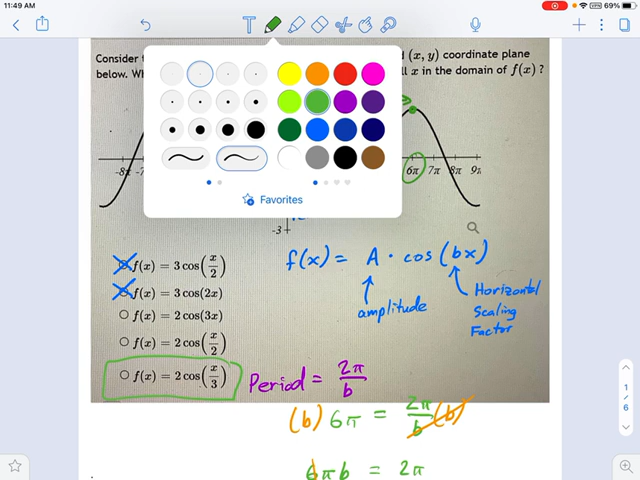 11:49 AM
69%
T
Consider
(x, y) coordinate plane
below. Wh
ll x in the domain of f(x) ?
-8π -7
6π 7π 8π 9π
Favorites
-3
f(x) = 3 cos(x/2)
f(x) = 3 cos(2x)
f(x) = 2 cos(3x)
f(x) = 2 cos(x/2)
f(x) = 2 cos(x/3)
f(x) = A · cos (bx)
amplitude
Horizontal
Scaling
Factor
Period = 2π/b
(b) 6π = 2π/b (b)
6πb = 2π
1
/
6